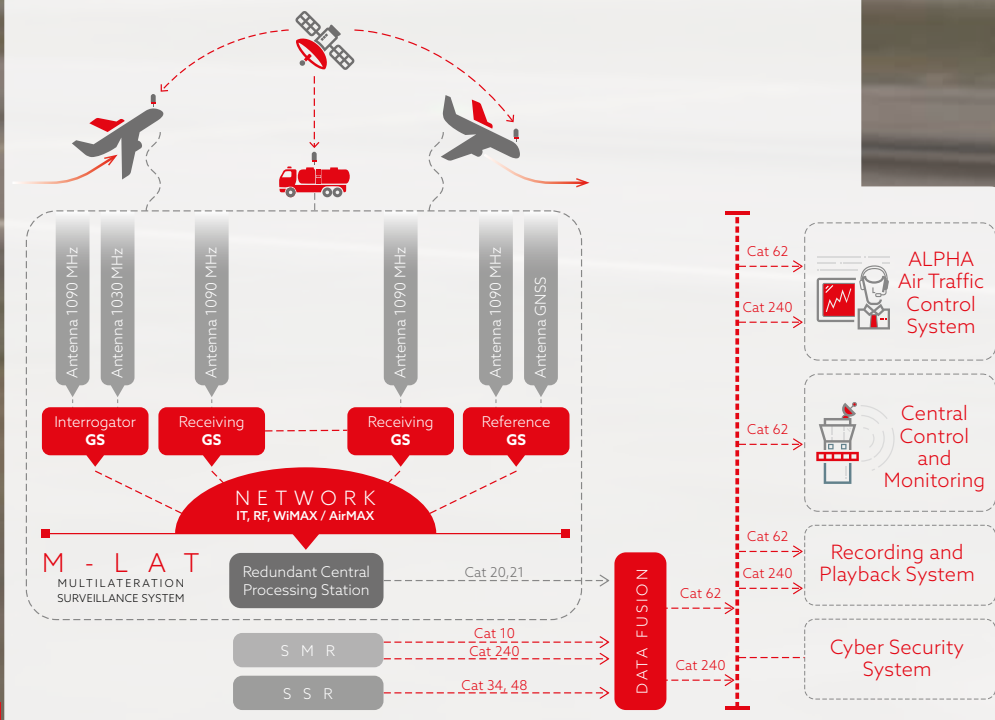 Antenna 1090 MHz
Antenna 1030 MHz
Antenna 1090 MHz
Antenna 1090 MHz
Antenna 1090 MHz
Antenna GNSS
Interrogator
GS
Receiving
GS
Receiving
GS
Reference
GS
NETWORK
IT, RF, WiMAX / AirMAX
M - LAT
MULTILATERATION
SURVEILLANCE SYSTEM
Redundant Central
Processing Station
Cat 20,21
SMR
Cat 10
Cat 240
SSR
Cat 34, 48
DATA FUSION
Cat 62
Cat 240
Cat 62
Cat 240
ALPHA
Air Traffic
Control
System
Cat 62
Central
Control
and
Monitoring
Cat 62
Cat 240
Recording and
Playback System
Cyber Security
System